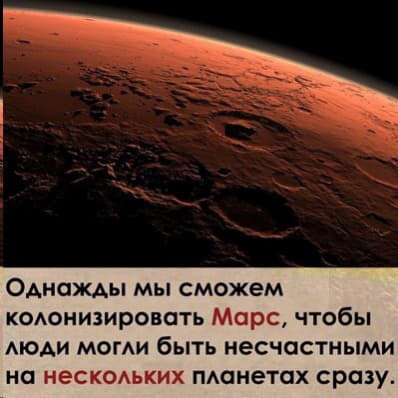 Однажды мы сможем
колонизировать Марс, чтобы
люди могли быть несчастными
на нескольких планетах сразу.